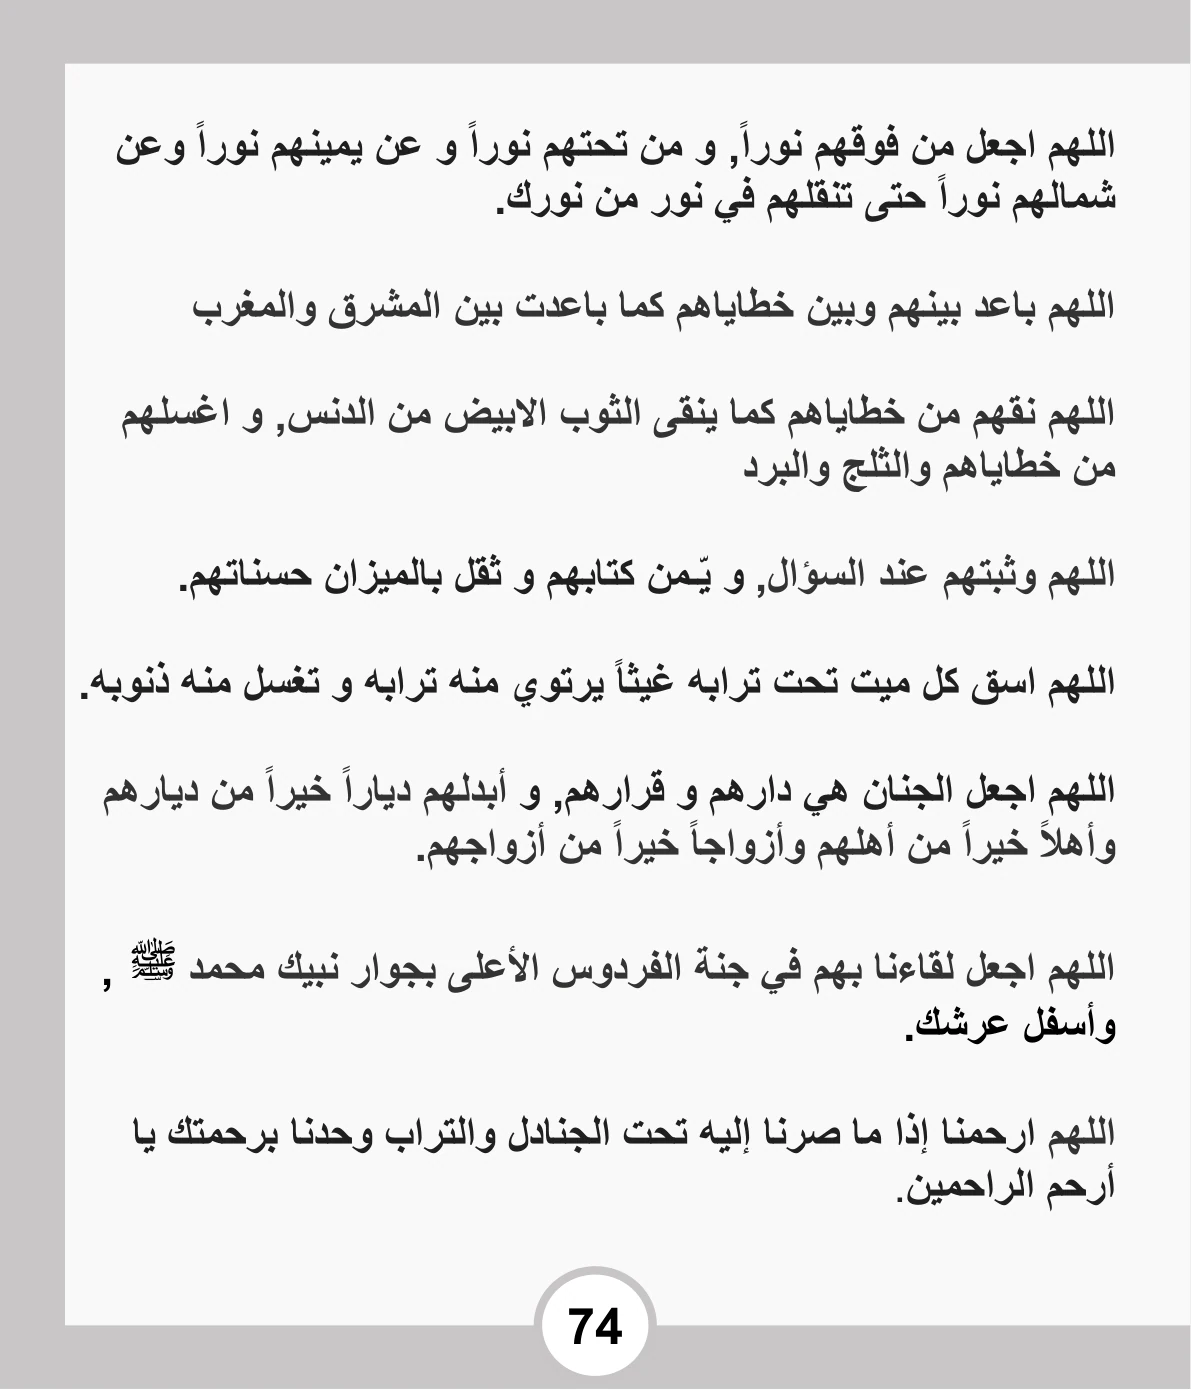 اللهم اجعل من فوقهم نوراً, و من تحتهم نوراً و عن يمينهم نوراً وعن
شمالهم نوراً حتى تنقلهم في نور من نورك.
اللهم باعد بينهم وبين خطاياهم كما باعدت بين المشرق والمغرب
اللهم نقهم من خطاياهم كما ينقى الثوب الابيض من الدنس, و اغسلهم
من خطاياهم والثلج والبرد
اللهم وثبتهم عند السؤال, و يّـمن كتابهم و ثقل بالميزان حسناتهم.
اللهم اسق كل ميت تحت ترابه غيثاً يرتوي منه ترابه و تغسل منه ذنوبه.
اللهم اجعل الجنان هي دارهم و قرارهم, و أبدلهم دياراً خيراً من ديارهم
وأهلاً خيراً من أهلهم وأزواجاً خيراً من أزواجهم.
اللهم اجعل لقاءنا بهم في جنة الفردوس الأعلى بجوار نبيك محمد ﷺ ,
وأسفل عرشك.
اللهم ارحمنا إذا ما صرنا إليه تحت الجنادل والتراب وحدنا برحمتك يا
أرحم الراحمين.
74